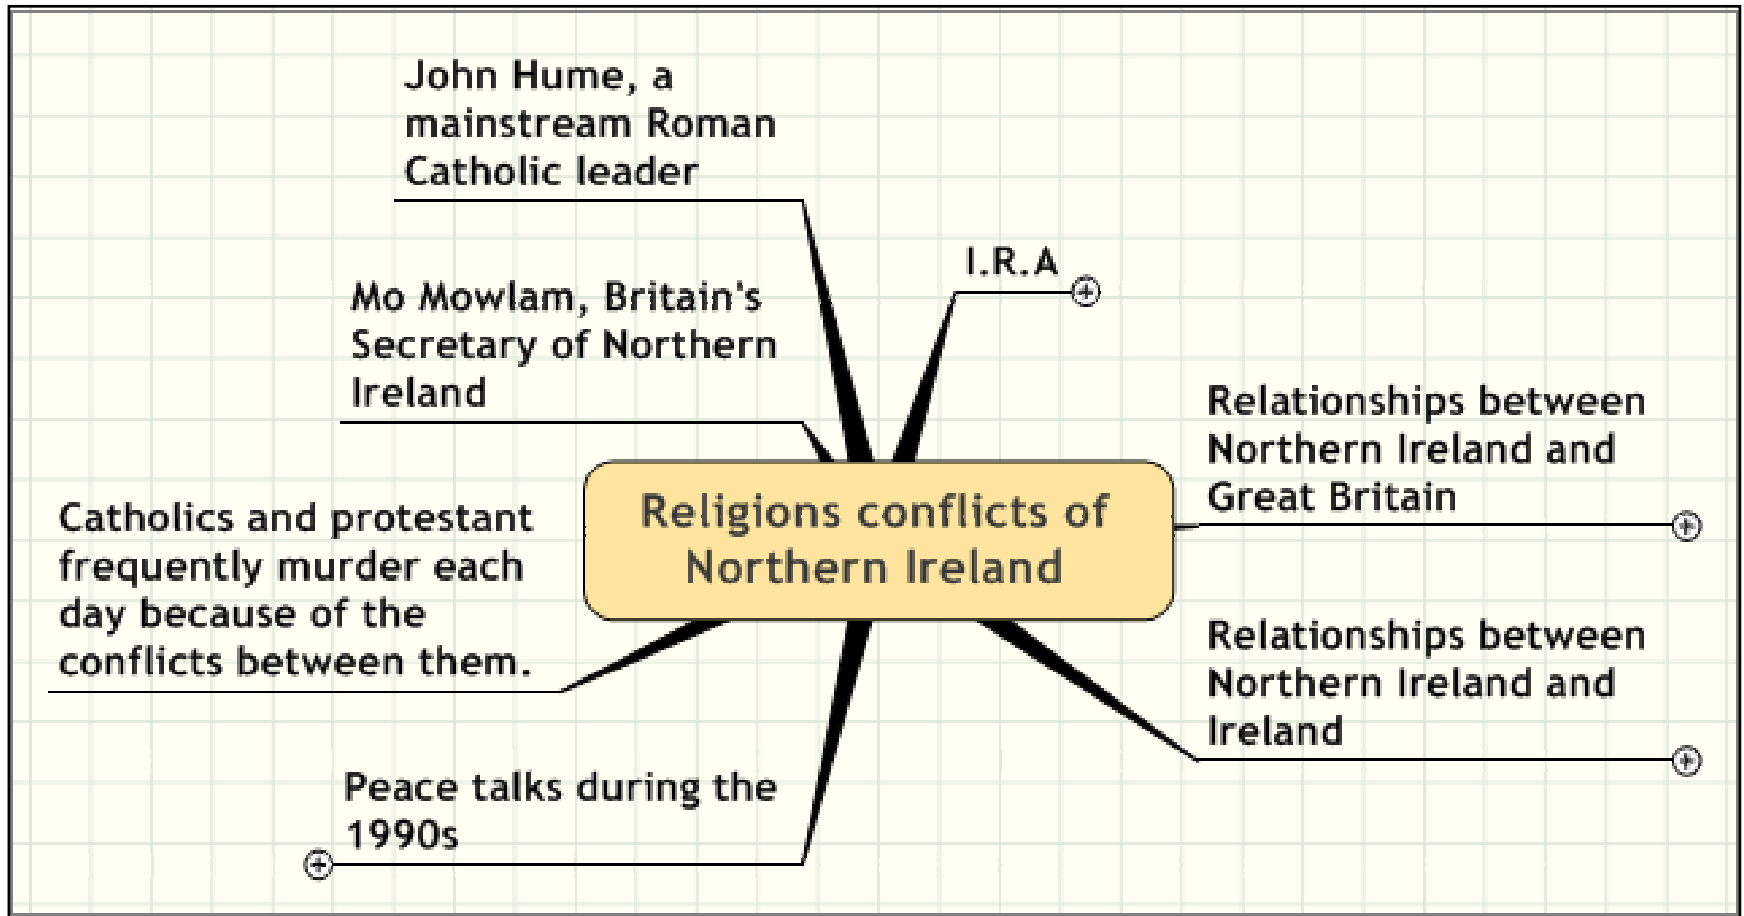 John Hume, a
mainstream Roman
Catholic leader
I.R.A
Mo Mowlam, Britain's
Secretary of Northern
Ireland
Relationships between
Northern Ireland and
Great Britain
Religions conflicts of
Northern Ireland
Catholics and protestant
frequently murder each
day because of the
conflicts between them.
Relationships between
Northern Ireland and
Ireland
Peace talks during the
1990s